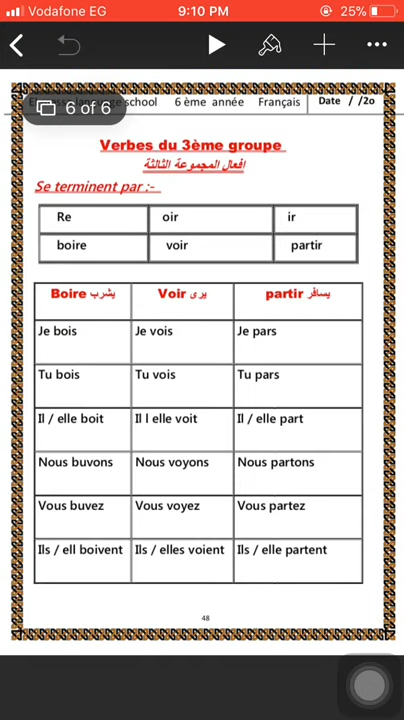 Vodafone EG 9:10 PM 25%
6 of 6
school 6 ème année Français Date / /2o
Verbes du 3ème groupe
افعال المجموعة الثالثة
Se terminent par :-
Re oir ir
boire voir partir
Boire يشرب Voir يرى partir يسافر
Je bois Je vois Je pars
Tu bois Tu vois Tu pars
Il / elle boit Il l elle voit Il / elle part
Nous buvons Nous voyons Nous partons
Vous buvez Vous voyez Vous partez
Ils / ell boivent Ils / elles voient Ils / elle partent
48